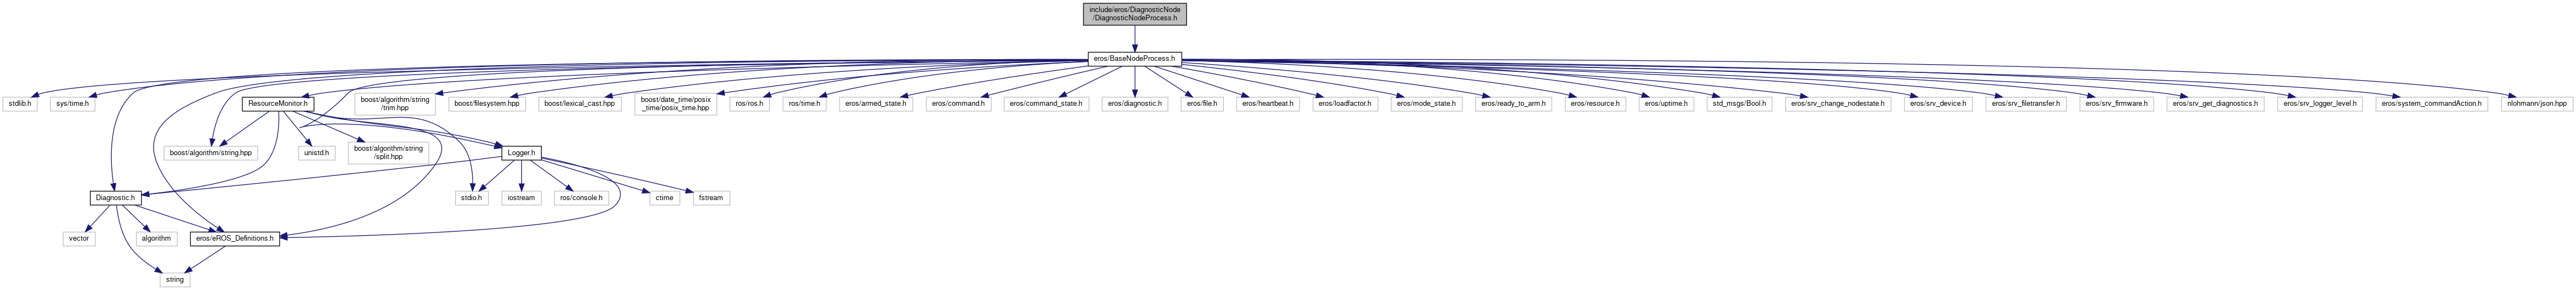 include/eros/DiagnosticNode
/DiagnosticNodeProcess.h
eros/BaseNodeProcess.h
stdlib.h
sys/time.h
ResourceMonitor.h
boost/algorithm/string
/trim.hpp
boost/filesystem.hpp
boost/lexical_cast.hpp
boost/date_time/posix
_time/posix_time.hpp
ros/ros.h
ros/time.h
eros/armed_state.h
eros/command.h
eros/command_state.h
eros/diagnostic.h
eros/file.h
eros/heartbeat.h
eros/loadfactor.h
eros/mode_state.h
eros/ready_to_arm.h
eros/resource.h
eros/uptime.h
std_msgs/Bool.h
eros/srv_change_nodestate.h
eros/srv_device.h
eros/srv_filetransfer.h
eros/srv_firmware.h
eros/srv_get_diagnostics.h
eros/srv_logger_level.h
eros/system_commandAction.h
nlohmann/json.hpp
boost/algorithm/string.hpp
unistd.h
boost/algorithm/string
/split.hpp
Logger.h
Diagnostic.h
stdio.h
iostream
ros/console.h
ctime
fstream
vector
algorithm
eros/eROS_Definitions.h
string